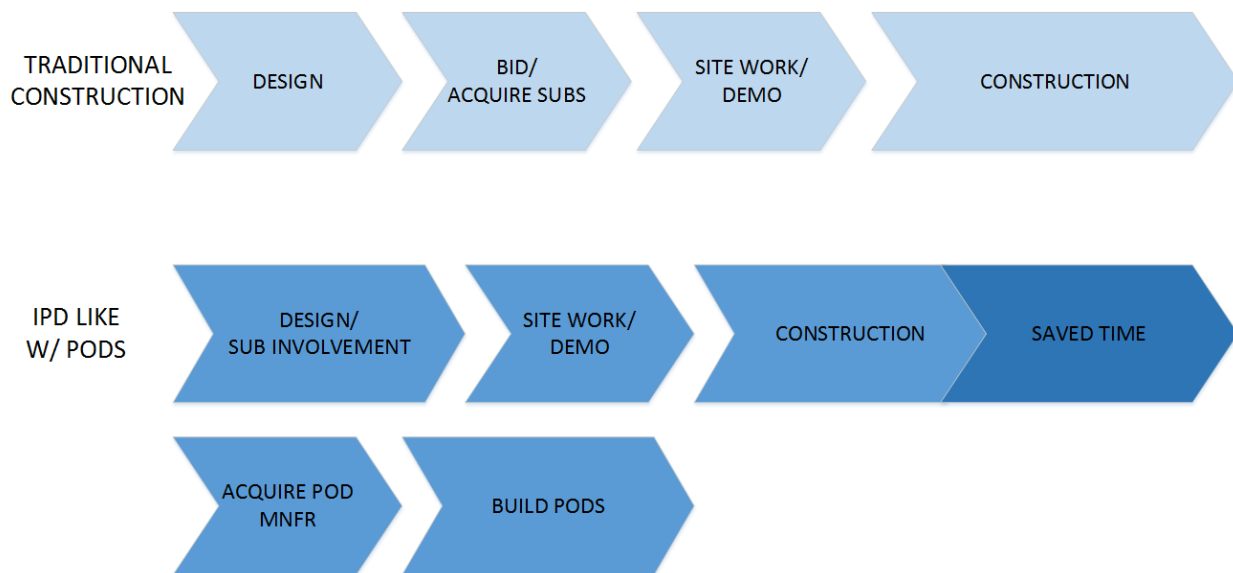 TRADITIONAL
CONSTRUCTION
DESIGN
BID/
ACQUIRE SUBS
SITE WORK/
DEMO
CONSTRUCTION
IPD LIKE
W/ PODS
DESIGN/
SUB INVOLVEMENT
SITE WORK/
DEMO
CONSTRUCTION
SAVED TIME
ACQUIRE POD
MNFR
BUILD PODS